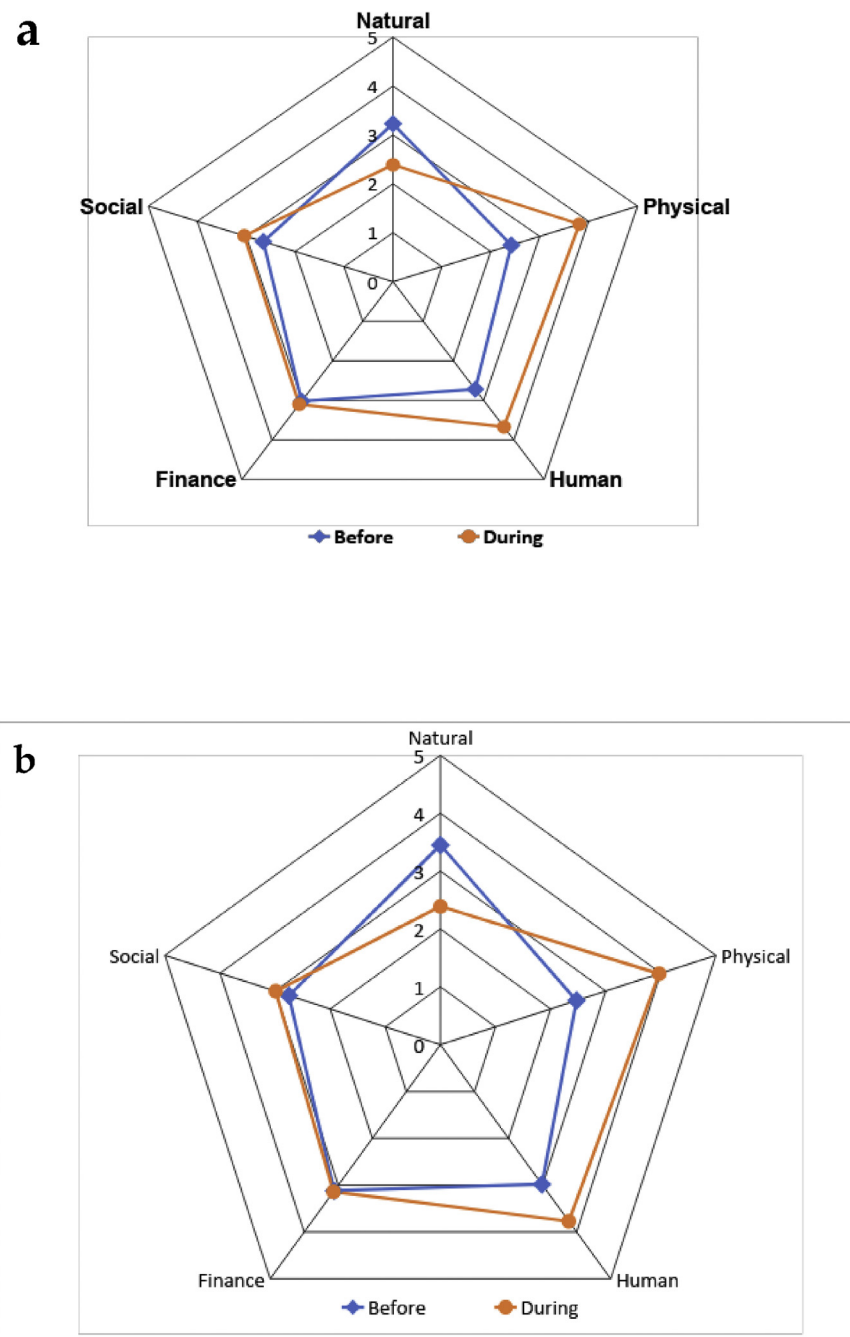 a
Natural
5
4
3
2
1
0
Social
Physical
Finance
Human
Before
During
b
Natural
5
4
3
2
1
0
Social
Physical
Finance
Human
Before
During